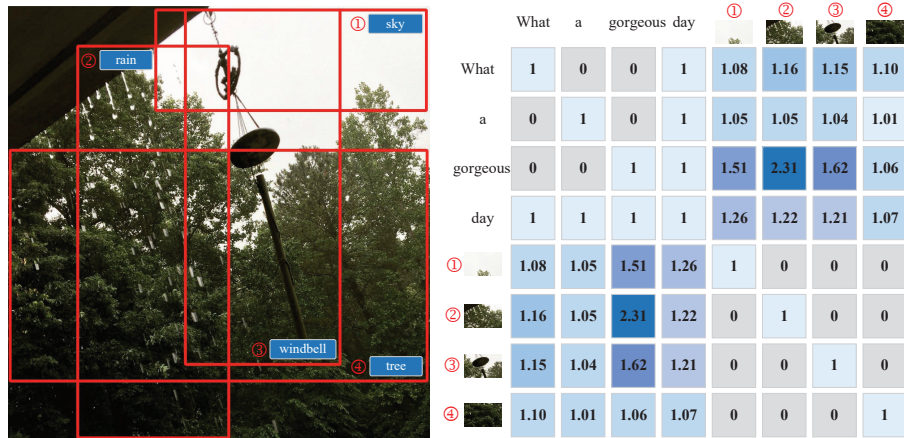 ① sky
② rain
③ windbell
④ tree
What a gorgeous day ① ② ③ ④
What 1 0 0 1 1.08 1.16 1.15 1.10
a 0 1 0 1 1.05 1.05 1.04 1.01
gorgeous 0 0 1 1 1.51 2.31 1.62 1.06
day 1 1 1 1 1.26 1.22 1.21 1.07
① 1.08 1.05 1.51 1.26 1 0 0 0
② 1.16 1.05 2.31 1.22 0 1 0 0
③ 1.15 1.04 1.62 1.21 0 0 1 0
④ 1.10 1.01 1.06 1.07 0 0 0 1